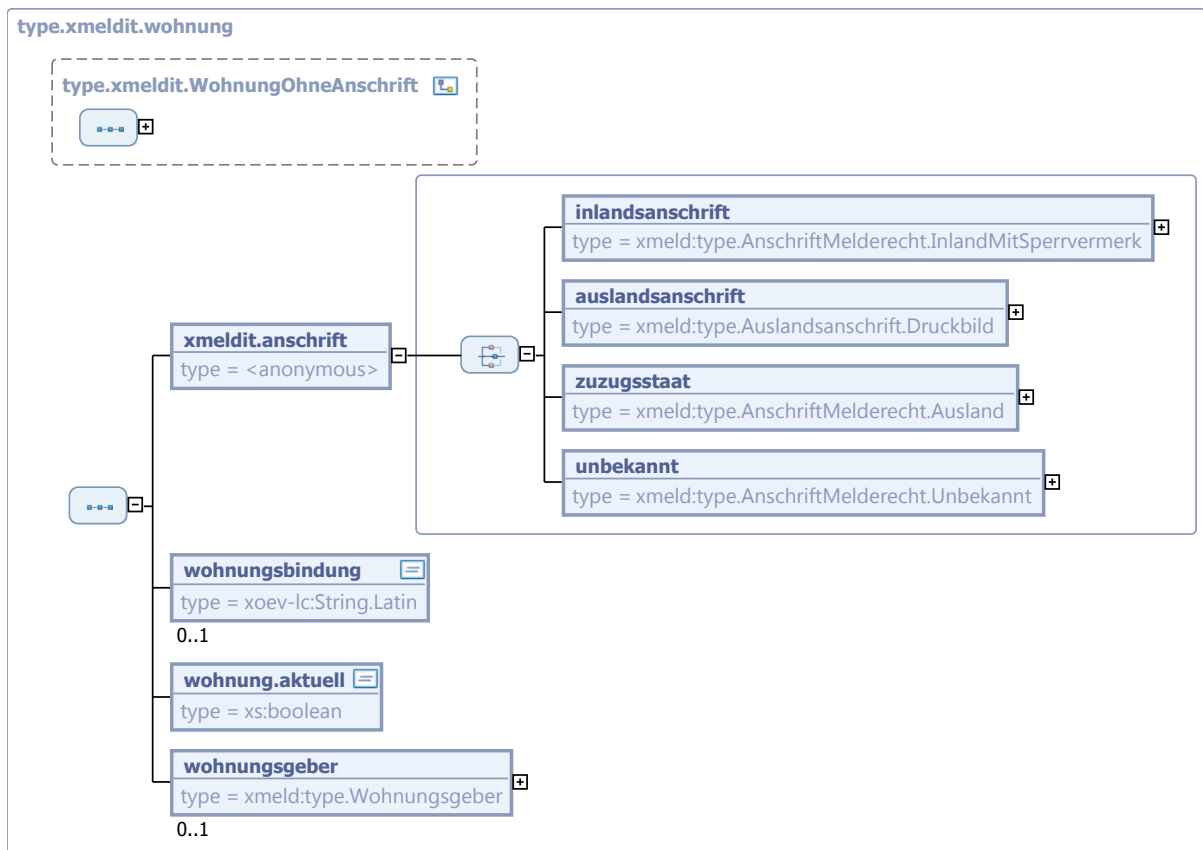 type.xmeldit.wohnung
type.xmeldit.WohnungOhneAnschrift
inlandsanschrift
type = xmeld:type.AnschriftMelderecht.InlandMitSperrvermerk
auslandsanschrift
type = xmeld:type.Auslandsanschrift.Druckbild
xmeldit.anschrift
type = <anonymous>
zuzugsstaat
type = xmeld:type.AnschriftMelderecht.Ausland
unbekannt
type = xmeld:type.AnschriftMelderecht.Unbekannt
wohnungsbindung
type = xoev-lc:String.Latin
0..1
wohnung.aktuell
type = xs:boolean
wohnungsgeber
type = xmeld:type.Wohnungsgeber
0..1